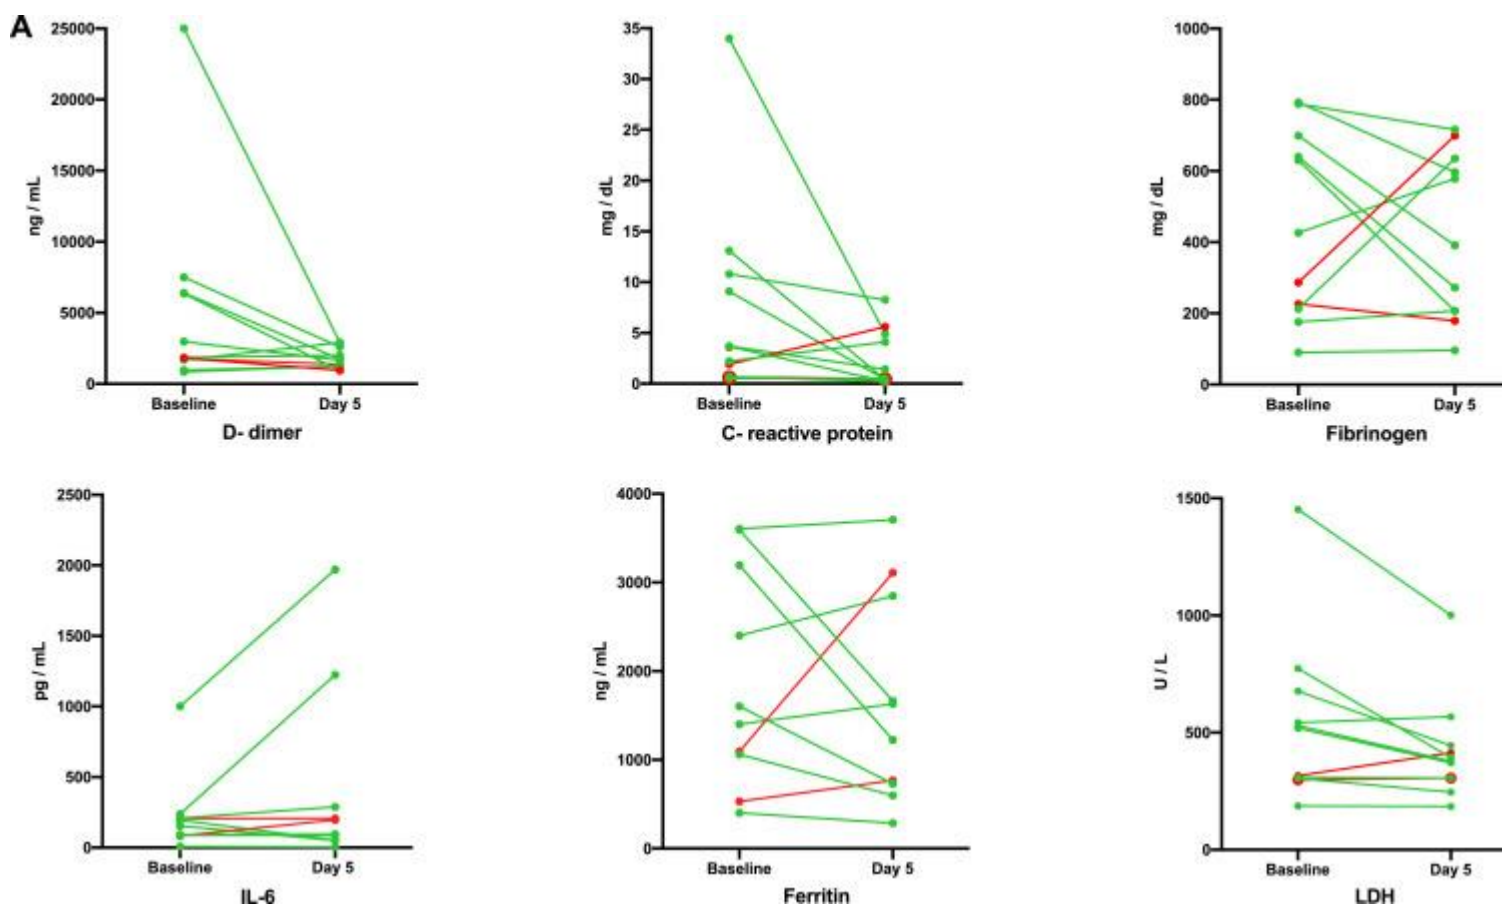 A
25000
20000
15000
10000
5000
0
ng / mL
Baseline Day 5
D- dimer
35
30
25
20
15
10
5
0
mg / dL
Baseline Day 5
C- reactive protein
1000
800
600
400
200
0
mg / dL
Baseline Day 5
Fibrinogen
2500
2000
1500
1000
500
0
pg / mL
Baseline Day 5
IL-6
4000
3000
2000
1000
0
ng / mL
Baseline Day 5
Ferritin
1500
1000
500
0
U / L
Baseline Day 5
LDH